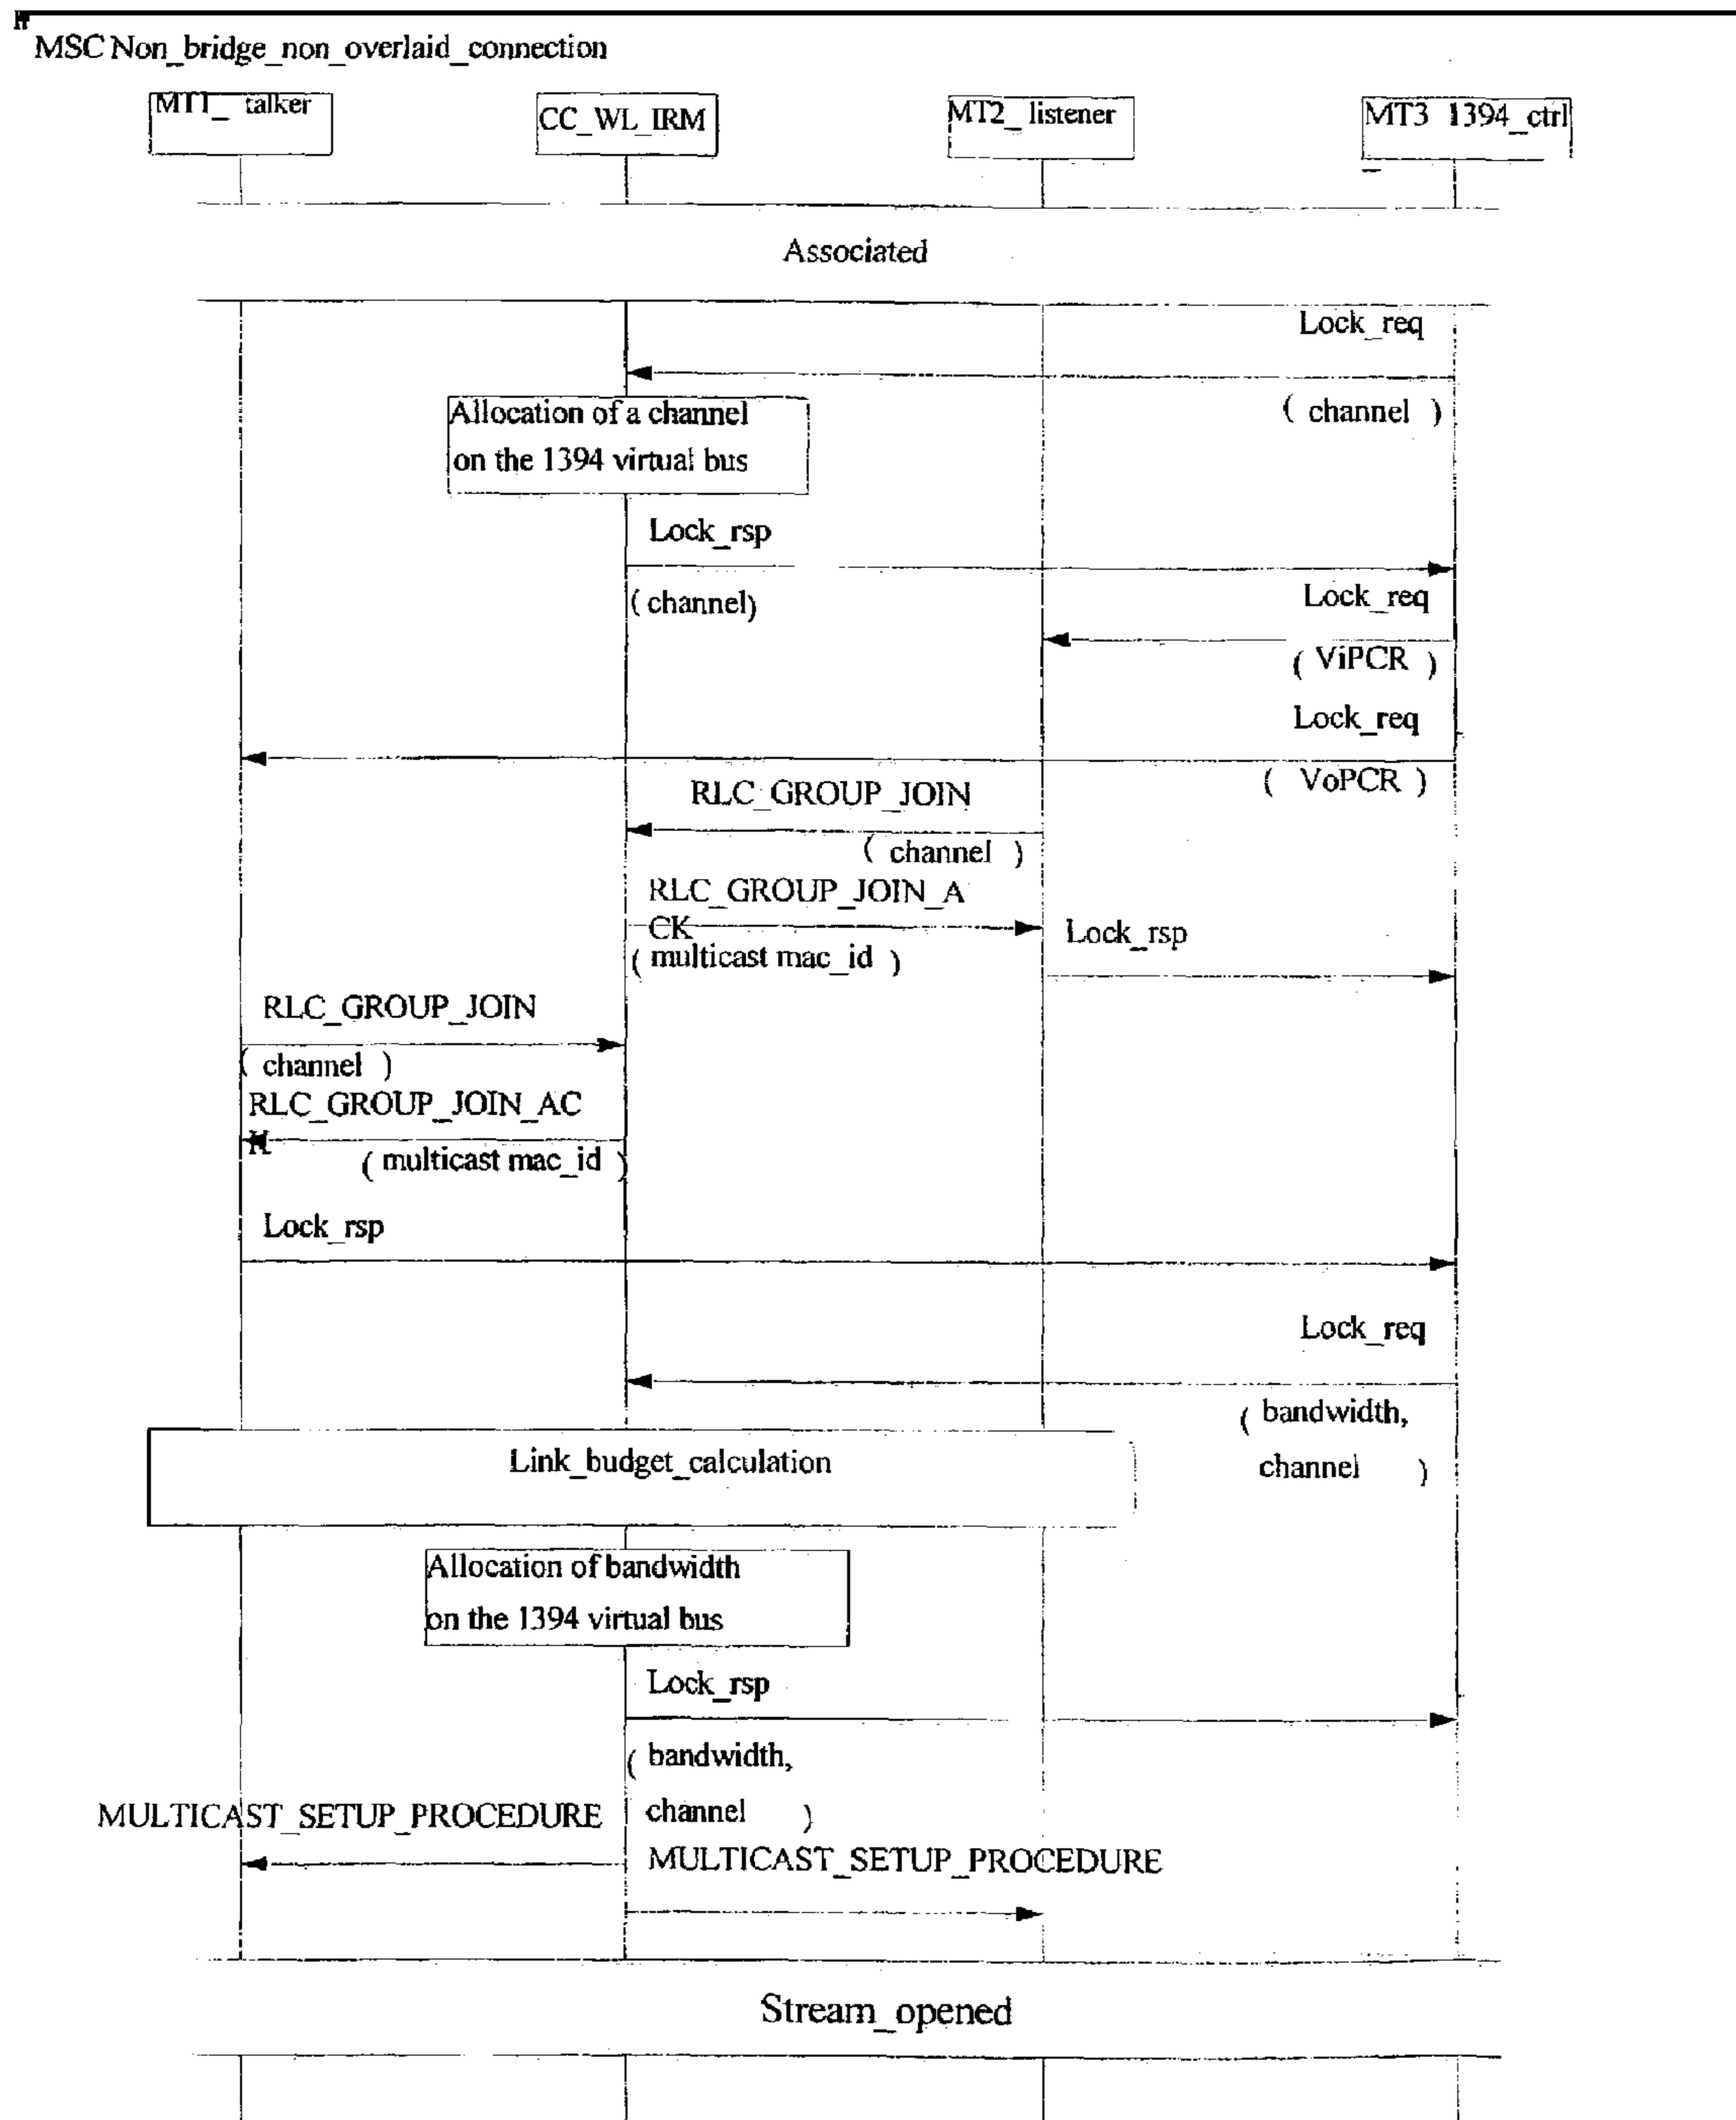 MSC Non_bridge_non_overlaid_connection
MT1_ talker
CC_WL_IRM
MT2_ listener
MT3 1394_ctrl
Associated
Lock_req
( channel )
Allocation of a channel
on the 1394 virtual bus
Lock_rsp
( channel)
Lock_req
( ViPCR )
Lock_req
( VoPCR )
RLC_GROUP_JOIN
( channel )
RLC_GROUP_JOIN_A
CK
( multicast mac_id )
Lock_rsp
RLC_GROUP_JOIN
( channel )
RLC_GROUP_JOIN_AC
K
( multicast mac_id )
Lock_rsp
Lock_req
( bandwidth,
channel )
Link_budget_calculation
Allocation of bandwidth
on the 1394 virtual bus
Lock_rsp
( bandwidth,
channel )
MULTICAST_SETUP_PROCEDURE
MULTICAST_SETUP_PROCEDURE
Stream_opened